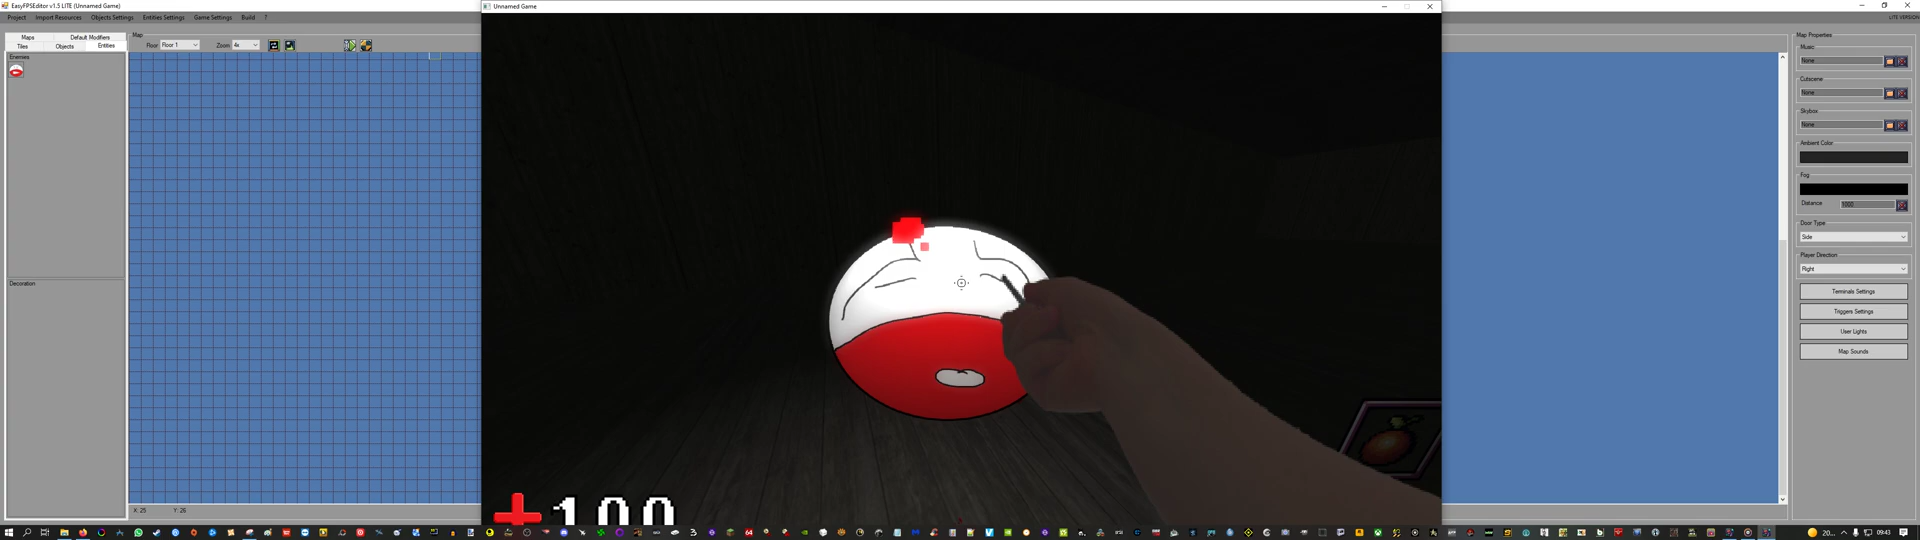 EasyFPSEditor v1.5 LITE (Unnamed Game)
Project Import Resources Objects Settings Entities Settings Game Settings Build ?
LITE VERSION
Maps Default Modifiers
Tiles Objects Entities
Enemies
Decoration
Map
Floor Floor 1 Zoom 4x
X: 25 Y: 26
Unnamed Game
100
Map Properties
Music
None
Cutscene
None
Skybox
None
Ambient Color
Fog
Distance 1000
Door Type
Side
Player Direction
Right
Terminals Settings
Triggers Settings
User Lights
Map Sounds
64
20...
09:43